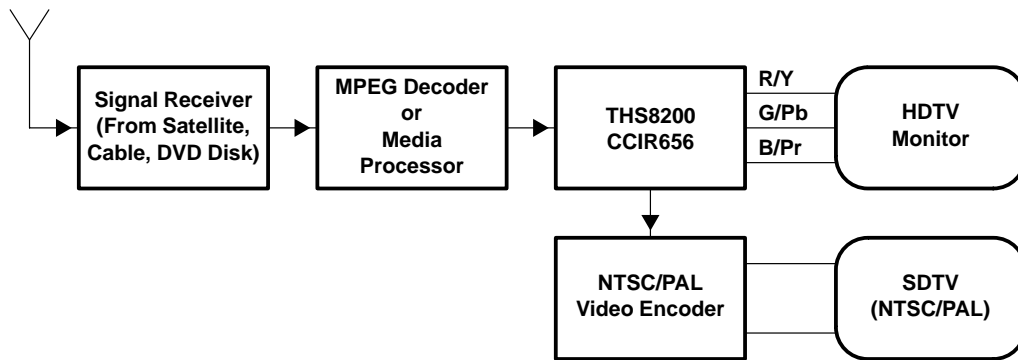 Signal Receiver
(From Satellite,
Cable, DVD Disk)
MPEG Decoder
or
Media
Processor
THS8200
CCIR656
R/Y
G/Pb
B/Pr
HDTV
Monitor
NTSC/PAL
Video Encoder
SDTV
(NTSC/PAL)